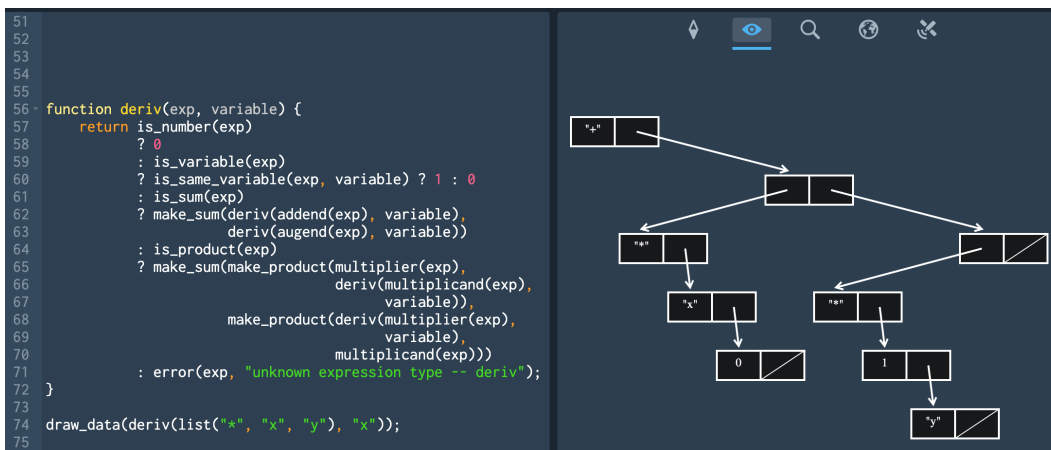 51
52
53
54
55
56 function deriv(exp, variable) {
57     return is_number(exp)
58            ? 0
59            : is_variable(exp)
60            ? is_same_variable(exp, variable) ? 1 : 0
61            : is_sum(exp)
62            ? make_sum(deriv(addend(exp), variable),
63                       deriv(augend(exp), variable))
64            : is_product(exp)
65            ? make_sum(make_product(multiplier(exp),
66                                    deriv(multiplicand(exp),
67                                          variable)),
68                       make_product(deriv(multiplier(exp),
69                                          variable),
70                                    multiplicand(exp)))
71            : error(exp, "unknown expression type -- deriv");
72 }
73
74 draw_data(deriv(list("*", "x", "y"), "x"));
75
"+"
"*"
"x" "*"
0 1
"y"